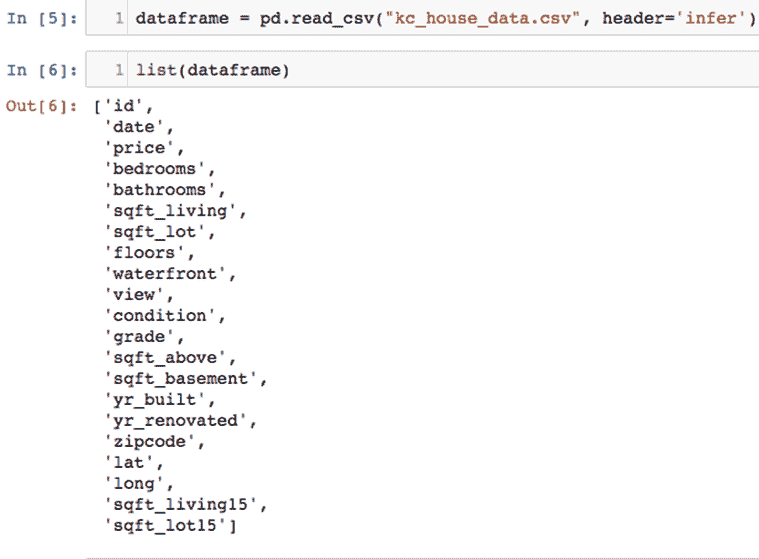 In [5]: 1 dataframe = pd.read_csv("kc_house_data.csv", header='infer')
In [6]: 1 list(dataframe)
Out[6]: ['id',
'date',
'price',
'bedrooms',
'bathrooms',
'sqft_living',
'sqft_lot',
'floors',
'waterfront',
'view',
'condition',
'grade',
'sqft_above',
'sqft_basement',
'yr_built',
'yr_renovated',
'zipcode',
'lat',
'long',
'sqft_living15',
'sqft_lot15']